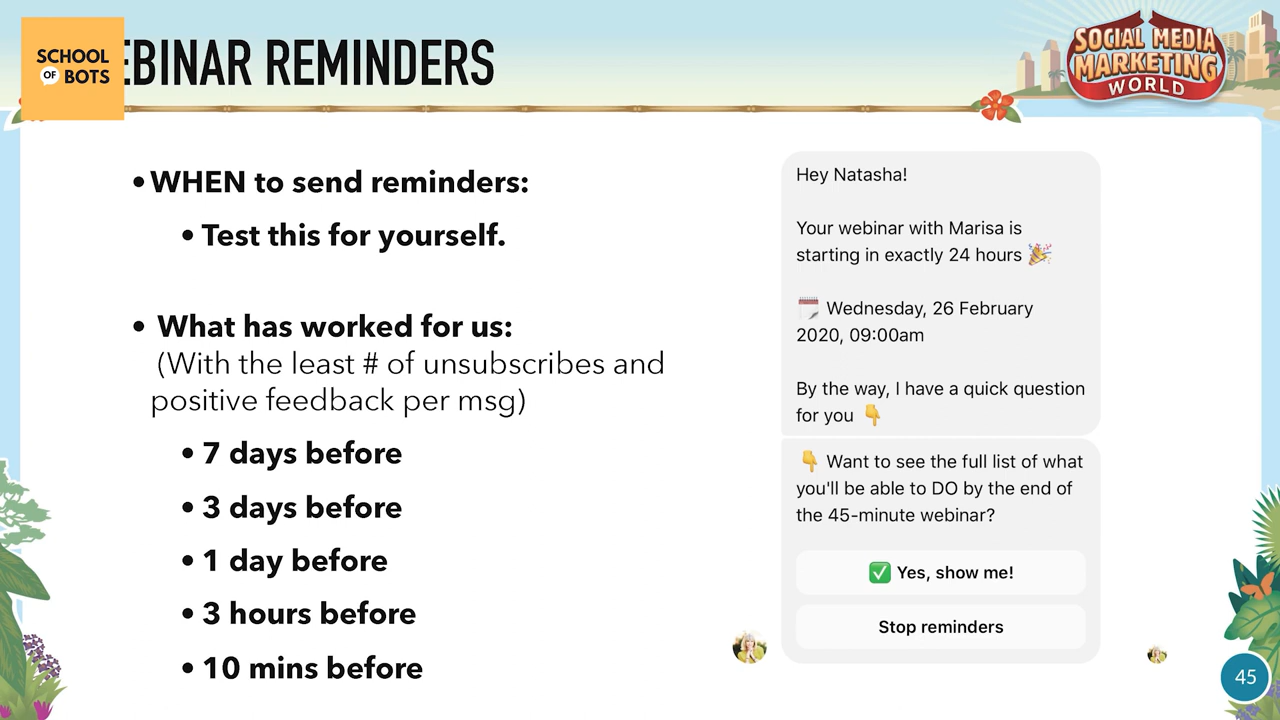 SCHOOL
OF BOTS
EBINAR REMINDERS
SOCIAL MEDIA
MARKETING
WORLD
•WHEN to send reminders:
• Test this for yourself.
• What has worked for us:
(With the least # of unsubscribes and
positive feedback per msg)
• 7 days before
• 3 days before
• 1 day before
• 3 hours before
• 10 mins before
Hey Natasha!
Your webinar with Marisa is
starting in exactly 24 hours 🎉
🗓 Wednesday, 26 February
2020, 09:00am
By the way, I have a quick question
for you 👇
👇 Want to see the full list of what
you'll be able to DO by the end of
the 45-minute webinar?
✅ Yes, show me!
Stop reminders
45